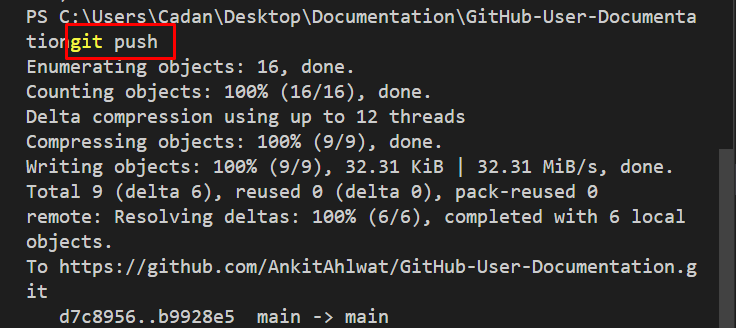 PS C:\Users\Cadan\Desktop\Documentation\GitHub-User-Documenta
tiongit push
Enumerating objects: 16, done.
Counting objects: 100% (16/16), done.
Delta compression using up to 12 threads
Compressing objects: 100% (9/9), done.
Writing objects: 100% (9/9), 32.31 KiB | 32.31 MiB/s, done.
Total 9 (delta 6), reused 0 (delta 0), pack-reused 0
remote: Resolving deltas: 100% (6/6), completed with 6 local
objects.
To https://github.com/AnkitAhlwat/GitHub-User-Documentation.g
it
   d7c8956..b9928e5  main -> main